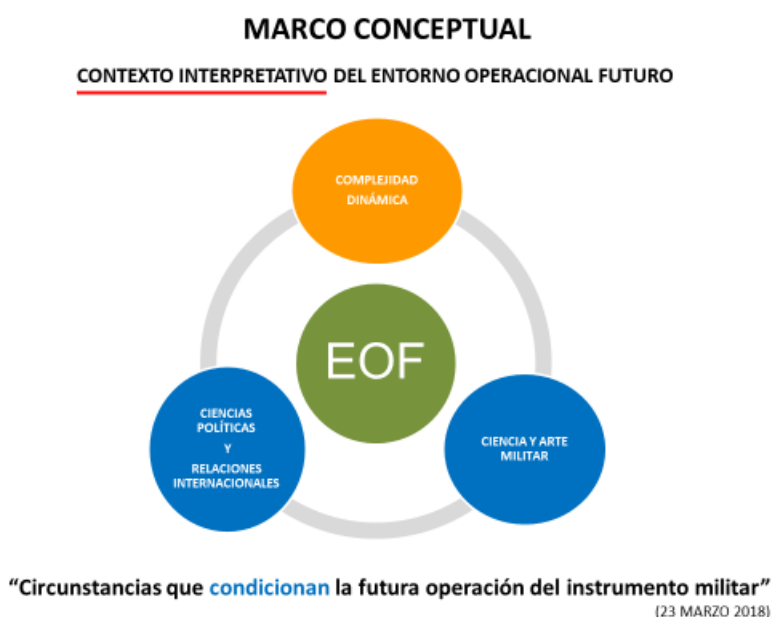 MARCO CONCEPTUAL
CONTEXTO INTERPRETATIVO DEL ENTORNO OPERACIONAL FUTURO
COMPLEJIDAD
DINÁMICA
EOF
CIENCIAS
POLÍTICAS
Y
RELACIONES
INTERNACIONALES
CIENCIA Y ARTE
MILITAR
“Circunstancias que condicionan la futura operación del instrumento militar”
(23 MARZO 2018)